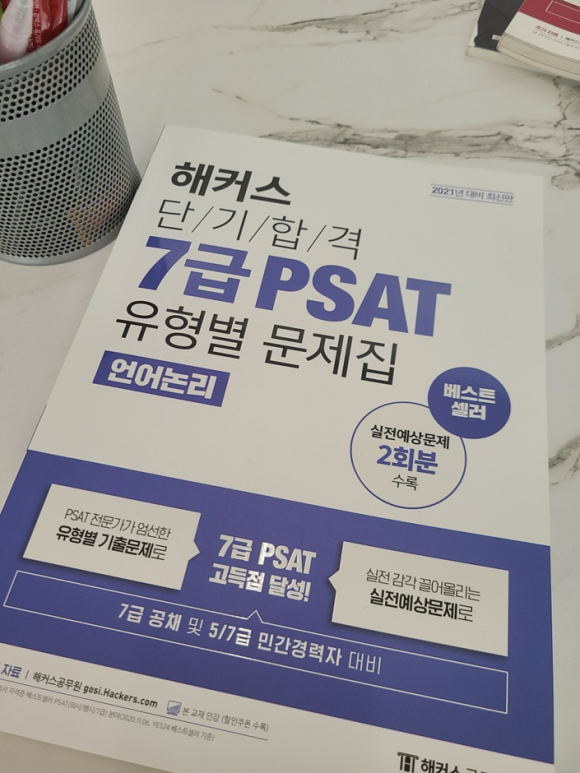 해커스
2021년 대비 최신판
단/기/합/격
7급 PSAT
유형별 문제집
언어논리
베스트
셀러
실전예상문제
2회분
수록
PSAT 전문가가 엄선한
유형별 기출문제로
7급 PSAT
고득점 달성!
실전 감각 끌어올리는
실전예상문제로
7급 공채 및 5/7급 민간경력자 대비
자료 | 해커스공무원 gosi.Hackers.com
본 교재 인강 (할인쿠폰 수록)
해커스